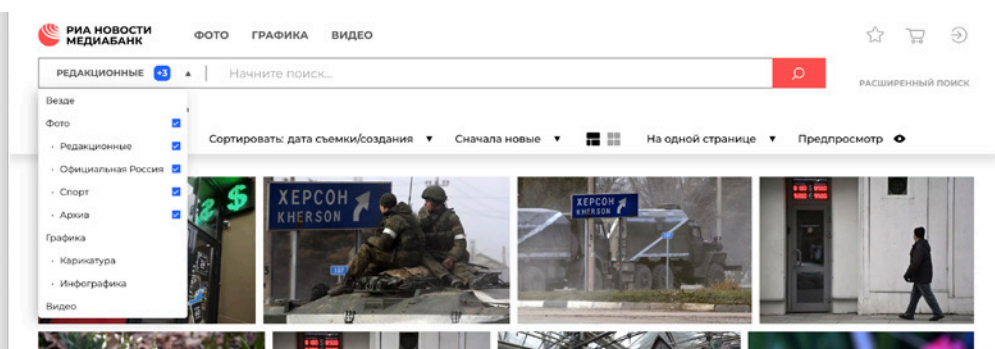 РИА НОВОСТИ
МЕДИАБАНК
ФОТО ГРАФИКА ВИДЕО
РЕДАКЦИОННЫЕ +3 Начните поиск...
РАСШИРЕННЫЙ ПОИСК
Везде
Фото
Редакционные
Официальная Россия
Спорт
Архив
Графика
Карикатура
Инфографика
Видео
Сортировать: дата съемки/создания Сначала новые На одной странице Предпросмотр
$
ХЕРСОН
KHERSON
ХЕРСОН
KHERSON